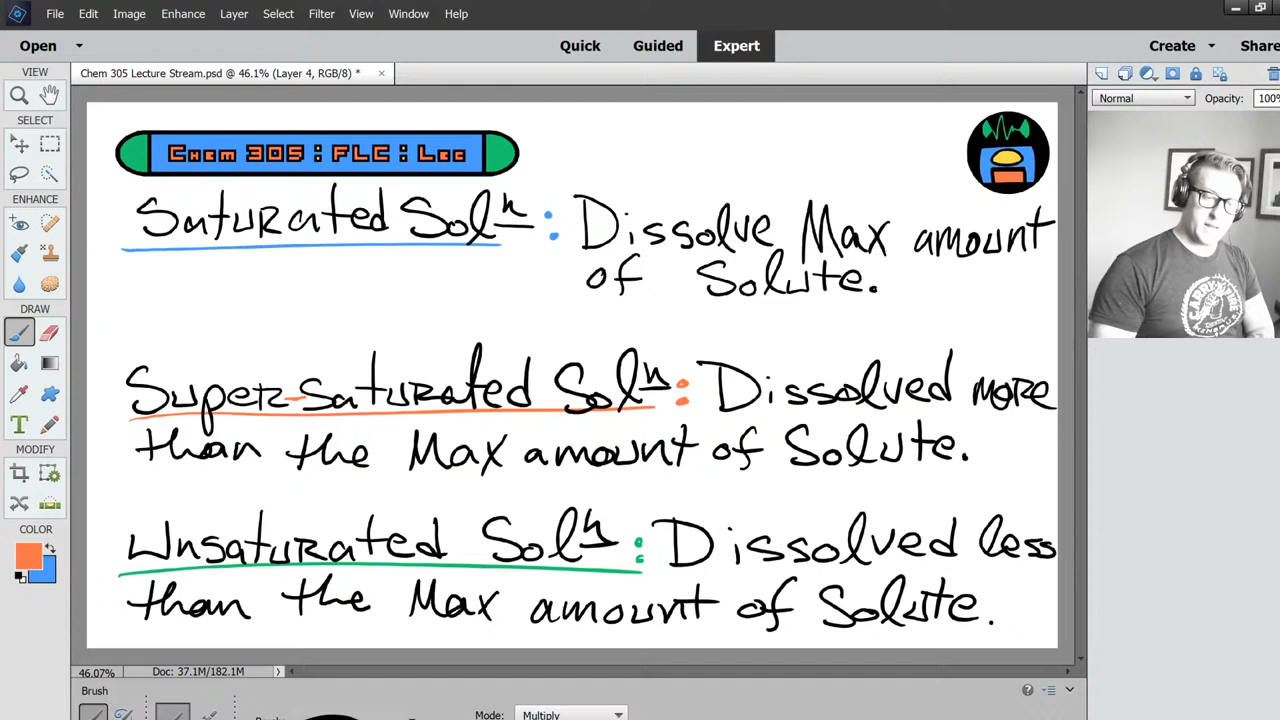 File Edit Image Enhance Layer Select Filter View Window Help
Open Quick Guided Expert Create Share
VIEW
Chem 305 Lecture Stream.psd @ 46.1% (Layer 4, RGB/8) *
Normal Opacity: 100%
SELECT
ENHANCE
DRAW
MODIFY
COLOR
Chem 305 : FLC : Lec
Saturated Solⁿ : Dissolve Max amount
of Solute.
Super-saturated Solⁿ : Dissolved more
than the Max amount of Solute.
Unsaturated Solⁿ : Dissolved less
than the Max amount of Solute.
CARRY THE FIRE
46.07% Doc: 37.1M/182.1M
Brush
Mode: Multiply